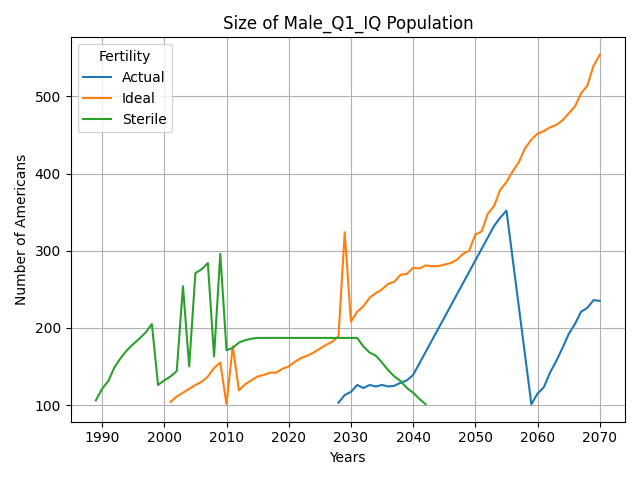 Size of Male_Q1_IQ Population
Fertility
Actual
Ideal
Sterile
Number of Americans
500
400
300
200
100
1990 2000 2010 2020 2030 2040 2050 2060 2070
Years